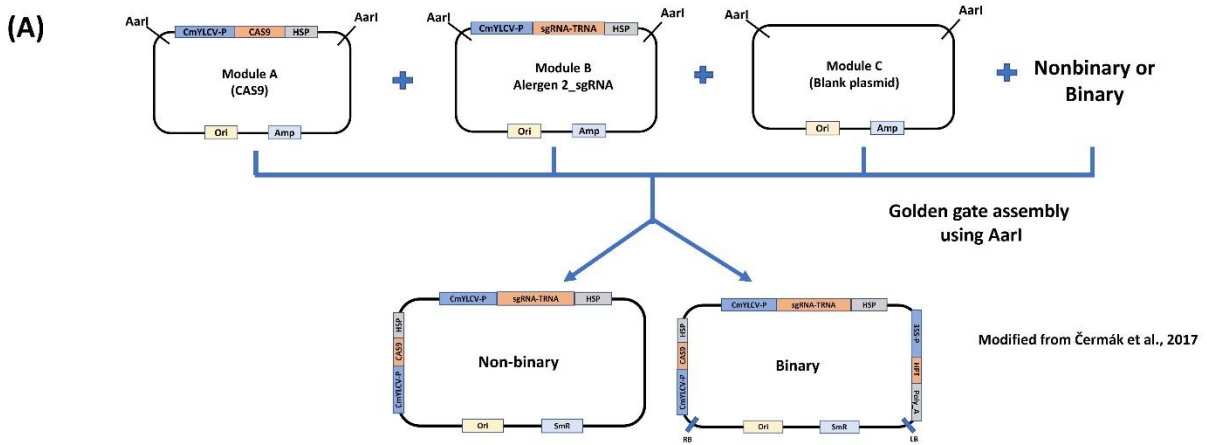 (A)
AarI
CmYLCV-P CAS9 HSP
AarI
Module A
(CAS9)
Ori Amp
AarI
CmYLCV-P sgRNA-TRNA HSP
AarI
Module B
Alergen 2_sgRNA
Ori Amp
AarI
AarI
Module C
(Blank plasmid)
Ori Amp
Nonbinary or
Binary
Golden gate assembly
using AarI
CmYLCV-P sgRNA-TRNA HSP
CmYLCV-P CAS9 HSP
Non-binary
Ori SmR
CmYLCV-P sgRNA-TRNA HSP
CmYLCV-P CAS9 HSP
Binary
35S-P HPT Poly_A
RB
Ori SmR
LB
Modified from Čermák et al., 2017